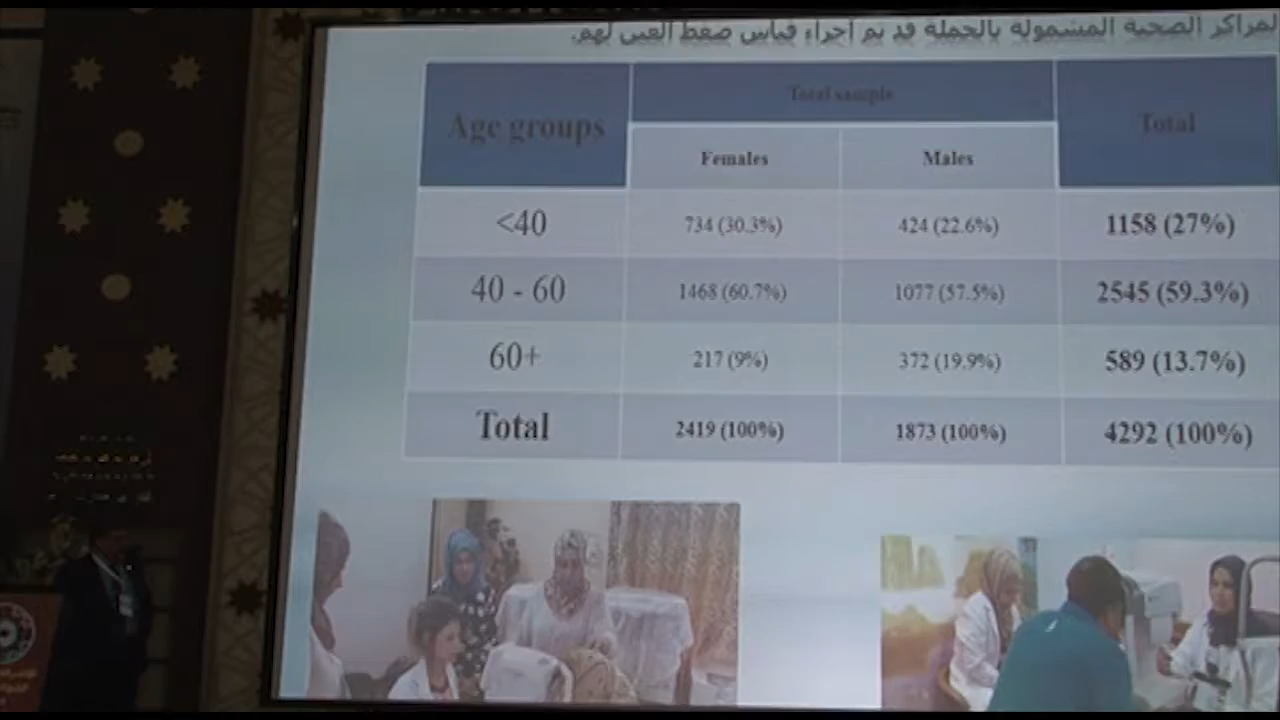 المراكز الصحية المشمولة بالحملة قد تم اجراء قياس ضغط العين لهم.
Age groups
Total sample
Total
Females
Males
<40
734 (30.3%)
424 (22.6%)
1158 (27%)
40 - 60
1468 (60.7%)
1077 (57.5%)
2545 (59.3%)
60+
217 (9%)
372 (19.9%)
589 (13.7%)
Total
2419 (100%)
1873 (100%)
4292 (100%)